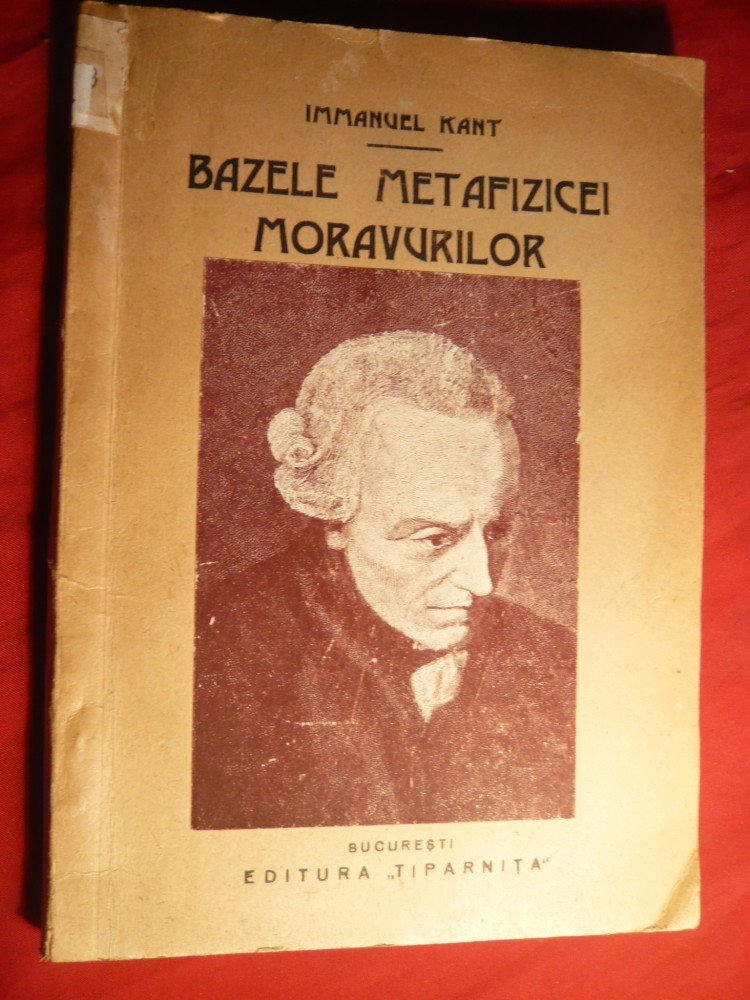 IMMANUEL KANT
BAZELE METAFIZICEI
MORAVURILOR
BUCUREȘTI
EDITURA „TIPARNIȚA"